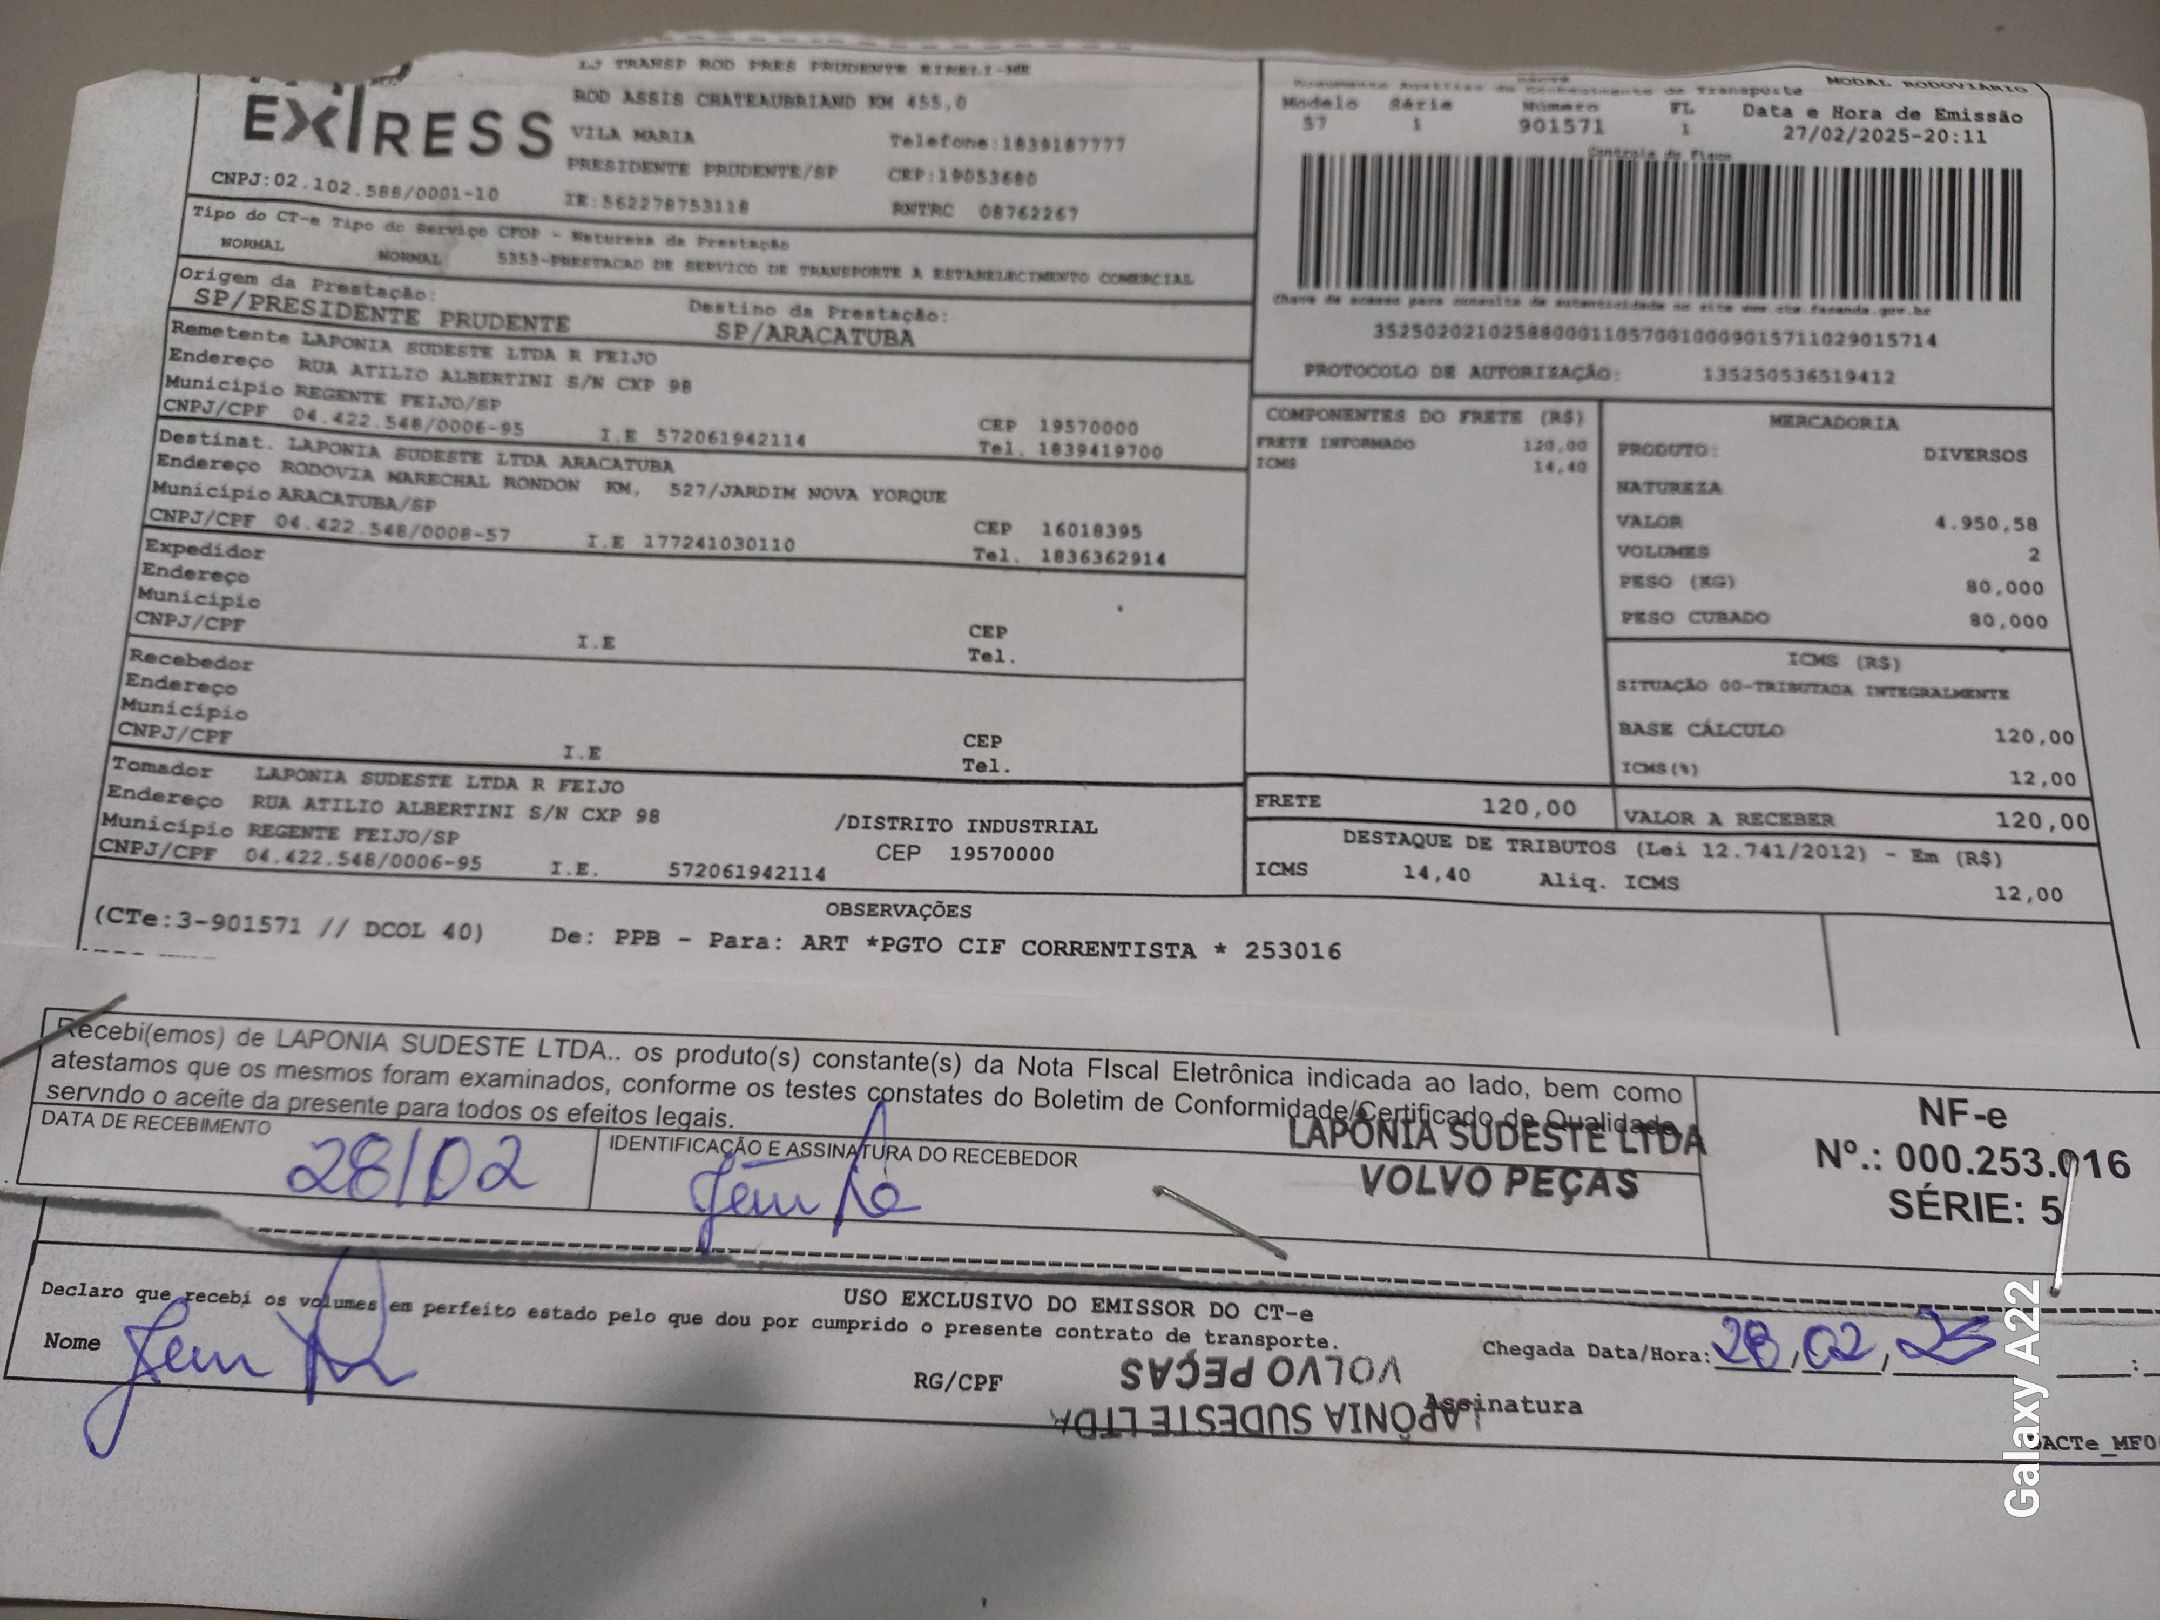 EXPRESS
LJ TRANSP ROD PRES PRUDENTE EIRELI-ME
ROD ASSIS CHATEAUBRIAND KM 455,0
VILA MARIA Telefone:1839187777
PRESIDENTE PRUDENTE/SP CEP:19053680
CNPJ:02.102.588/0001-10 IE:562278753118 RNTRC 08762267
MODAL RODOVIÁRIO
Modelo Série Número FL Data e Hora de Emissão
57 1 901571 1 27/02/2025-20:11
Controle do Fisco
Chave de acesso para consulta de autenticidade no site www.cte.fazenda.gov.br
35250202102588000110570010009015711029015714
PROTOCOLO DE AUTORIZAÇÃO: 135250536519412
Tipo do CT-e Tipo do Serviço CFOP - Natureza da Prestação
NORMAL NORMAL 5353-PRESTACAO DE SERVICO DE TRANSPORTE A ESTABELECIMENTO COMERCIAL
Origem da Prestação: Destino da Prestação:
SP/PRESIDENTE PRUDENTE SP/ARACATUBA
Remetente LAPONIA SUDESTE LTDA R FEIJO
Endereço RUA ATILIO ALBERTINI S/N CXP 98
Município REGENTE FEIJO/SP CEP 19570000
CNPJ/CPF 04.422.548/0006-95 I.E 572061942114 Tel. 1839419700
Destinat. LAPONIA SUDESTE LTDA ARACATUBA
Endereço RODOVIA MARECHAL RONDON KM, 527/JARDIM NOVA YORQUE
Município ARACATUBA/SP CEP 16018395
CNPJ/CPF 04.422.548/0008-57 I.E 177241030110 Tel. 1836362914
Expedidor
Endereço
Município CEP
CNPJ/CPF I.E Tel.
Recebedor
Endereço
Município CEP
CNPJ/CPF I.E Tel.
Tomador LAPONIA SUDESTE LTDA R FEIJO
Endereço RUA ATILIO ALBERTINI S/N CXP 98 /DISTRITO INDUSTRIAL
Município REGENTE FEIJO/SP CEP 19570000
CNPJ/CPF 04.422.548/0006-95 I.E. 572061942114
COMPONENTES DO FRETE (R$)
FRETE INFORMADO 120,00
ICMS 14,40
MERCADORIA
PRODUTO: DIVERSOS
NATUREZA
VALOR 4.950,58
VOLUMES 2
PESO (KG) 80,000
PESO CUBADO 80,000
ICMS (R$)
SITUAÇÃO 00-TRIBUTADA INTEGRALMENTE
BASE CÁLCULO 120,00
ICMS(%) 12,00
FRETE 120,00 VALOR A RECEBER 120,00
DESTAQUE DE TRIBUTOS (Lei 12.741/2012) - Em (R$)
ICMS 14,40 Aliq. ICMS 12,00
OBSERVAÇÕES
(CTe:3-901571 // DCOL 40) De: PPB - Para: ART *PGTO CIF CORRENTISTA * 253016
Recebi(emos) de LAPONIA SUDESTE LTDA.. os produto(s) constante(s) da Nota FIscal Eletrônica indicada ao lado, bem como
atestamos que os mesmos foram examinados, conforme os testes constates do Boletim de Conformidade/Certificado de Qualidade
servndo o aceite da presente para todos os efeitos legais.
DATA DE RECEBIMENTO IDENTIFICAÇÃO E ASSINATURA DO RECEBEDOR
28/02
LAPÔNIA SUDESTE LTDA
VOLVO PEÇAS
NF-e
Nº.: 000.253.016
SÉRIE: 5
USO EXCLUSIVO DO EMISSOR DO CT-e
Declaro que recebi os volumes em perfeito estado pelo que dou por cumprido o presente contrato de transporte.
Nome RG/CPF Assinatura
Chegada Data/Hora: 28,02,25 :
LAPÔNIA SUDESTE LTDA
VOLVO PEÇAS
DACTe_MF0
Galaxy A22